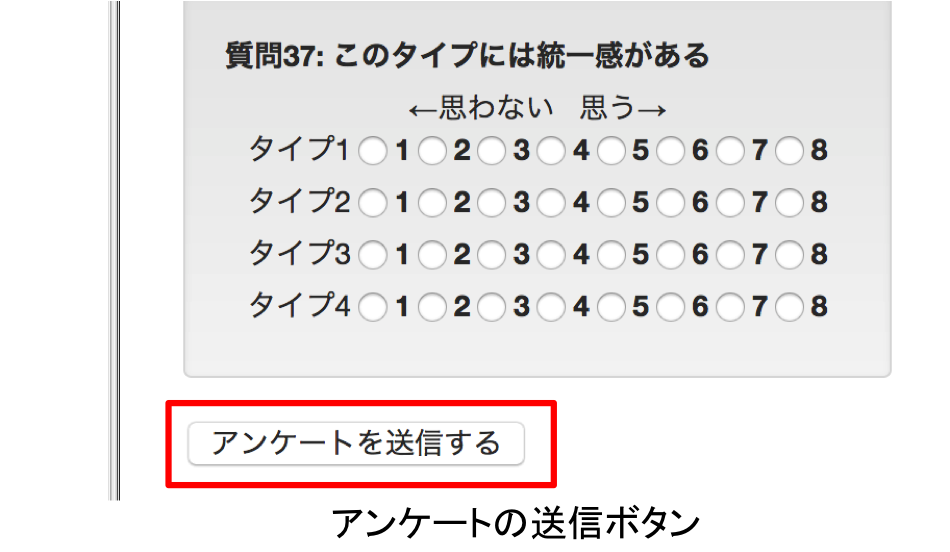 質問37: このタイプには統一感がある
←思わない 思う→
タイプ1 1 2 3 4 5 6 7 8
タイプ2 1 2 3 4 5 6 7 8
タイプ3 1 2 3 4 5 6 7 8
タイプ4 1 2 3 4 5 6 7 8
アンケートを送信する
アンケートの送信ボタン